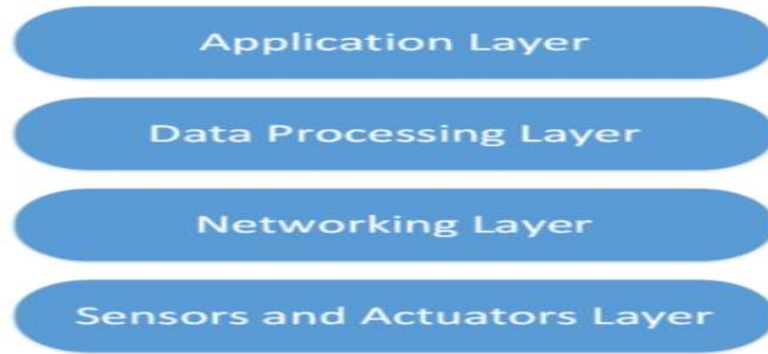 Application Layer
Data Processing Layer
Networking Layer
Sensors and Actuators Layer